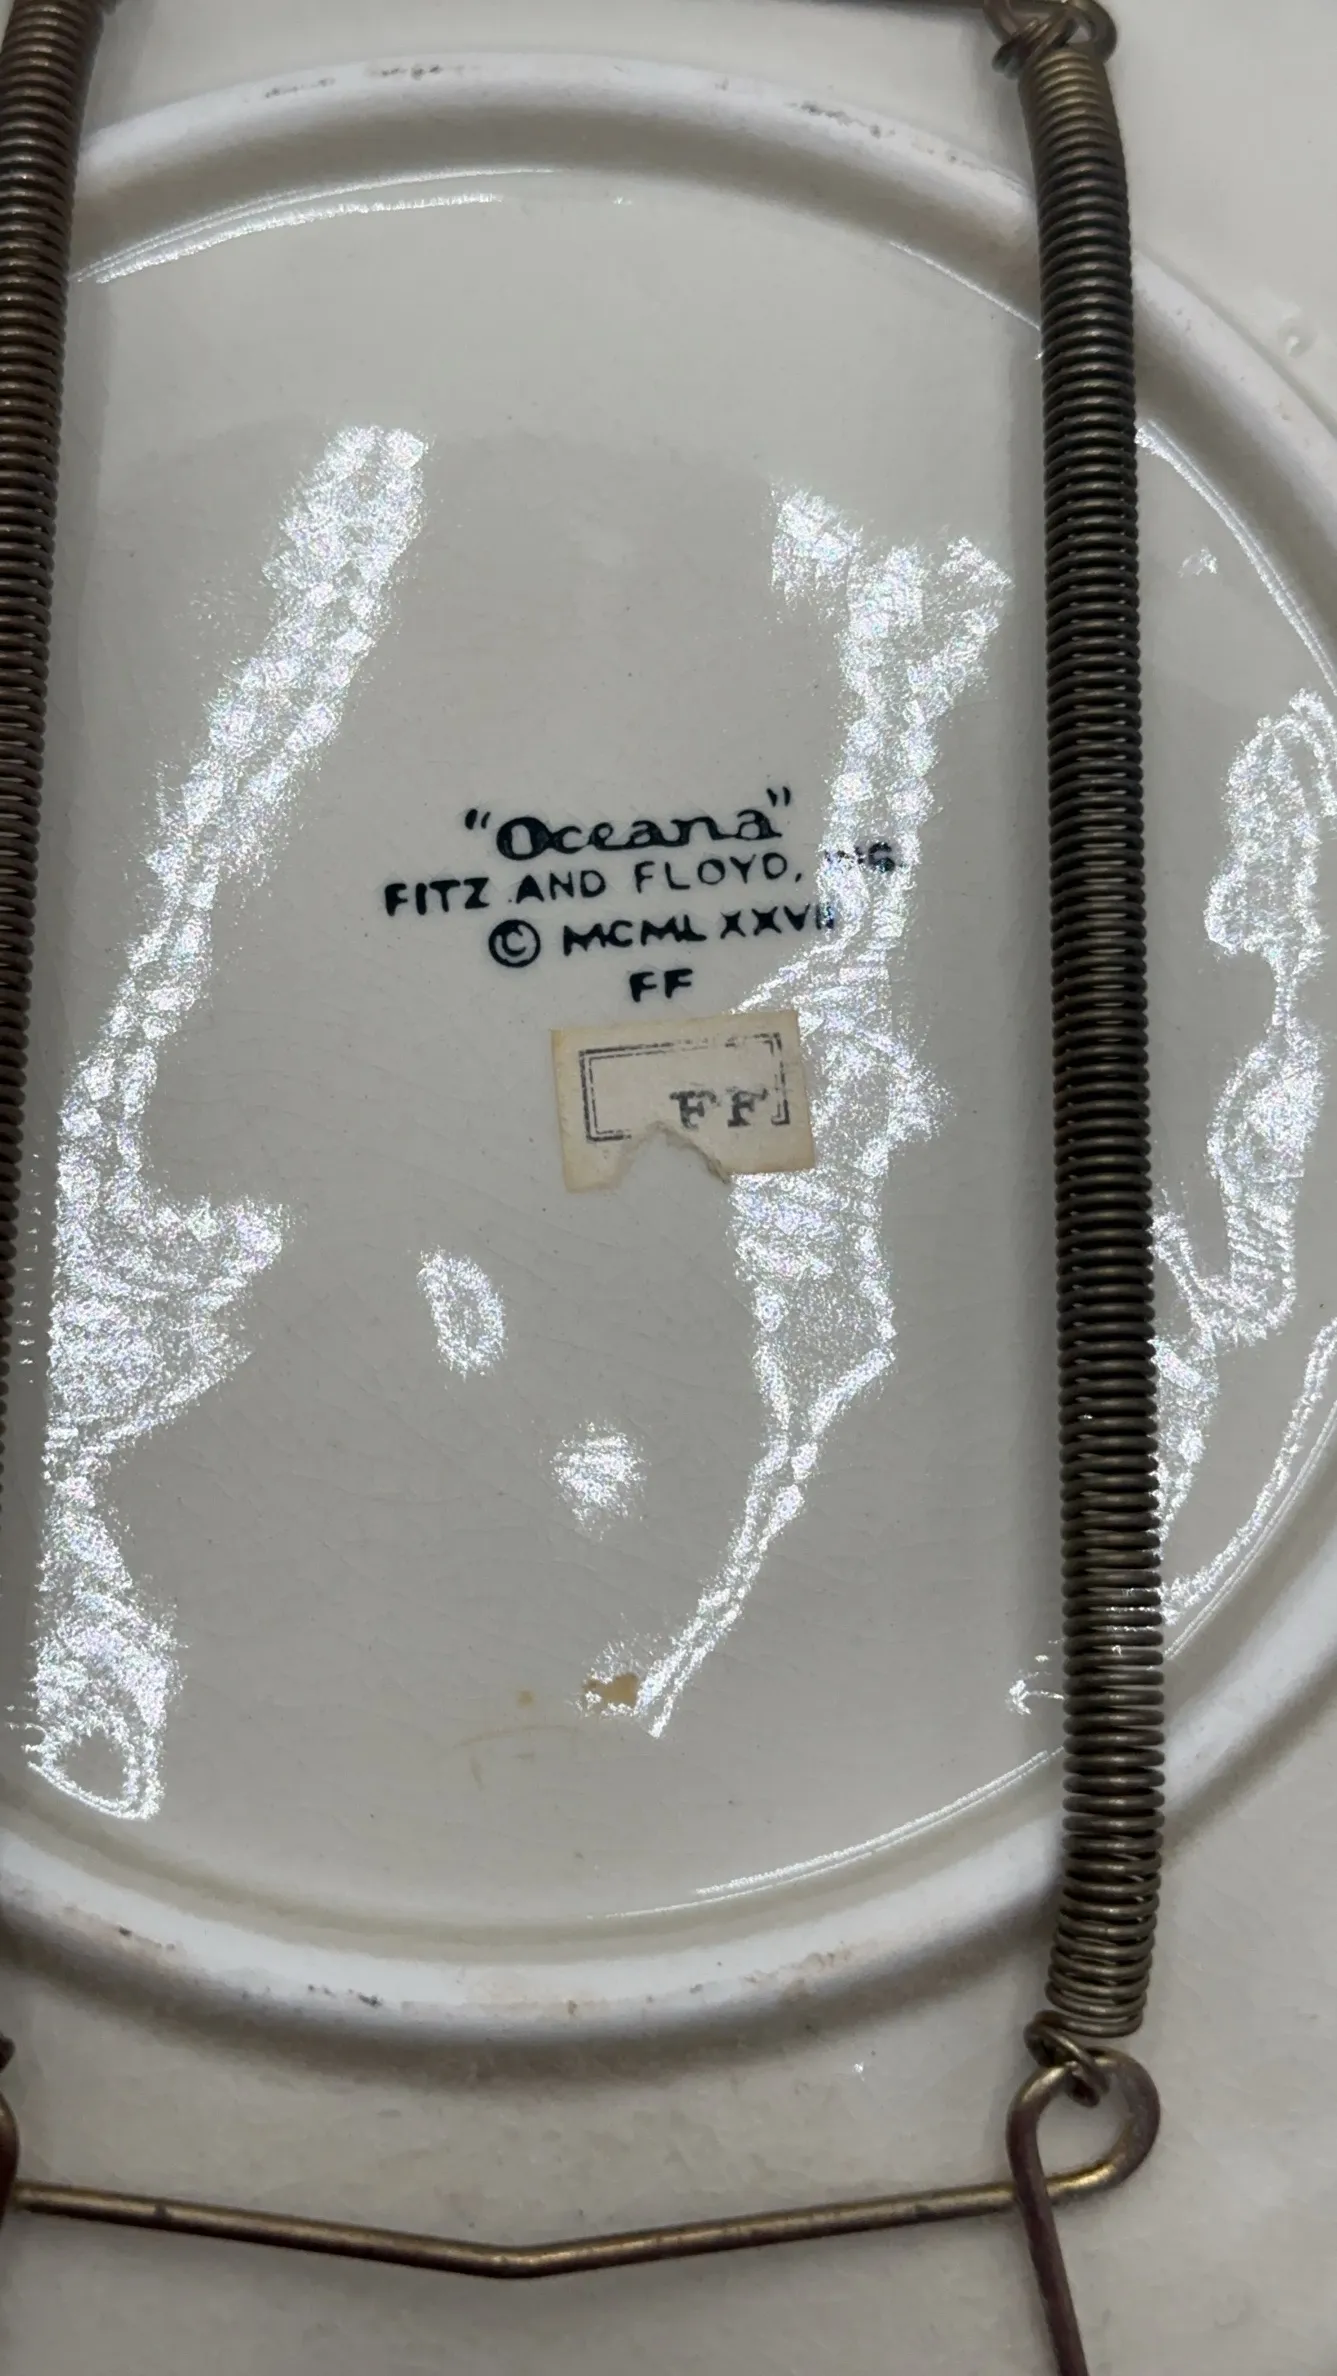 "Oceana"
FITZ AND FLOYD,
© MCMLXXVII
FF
FF